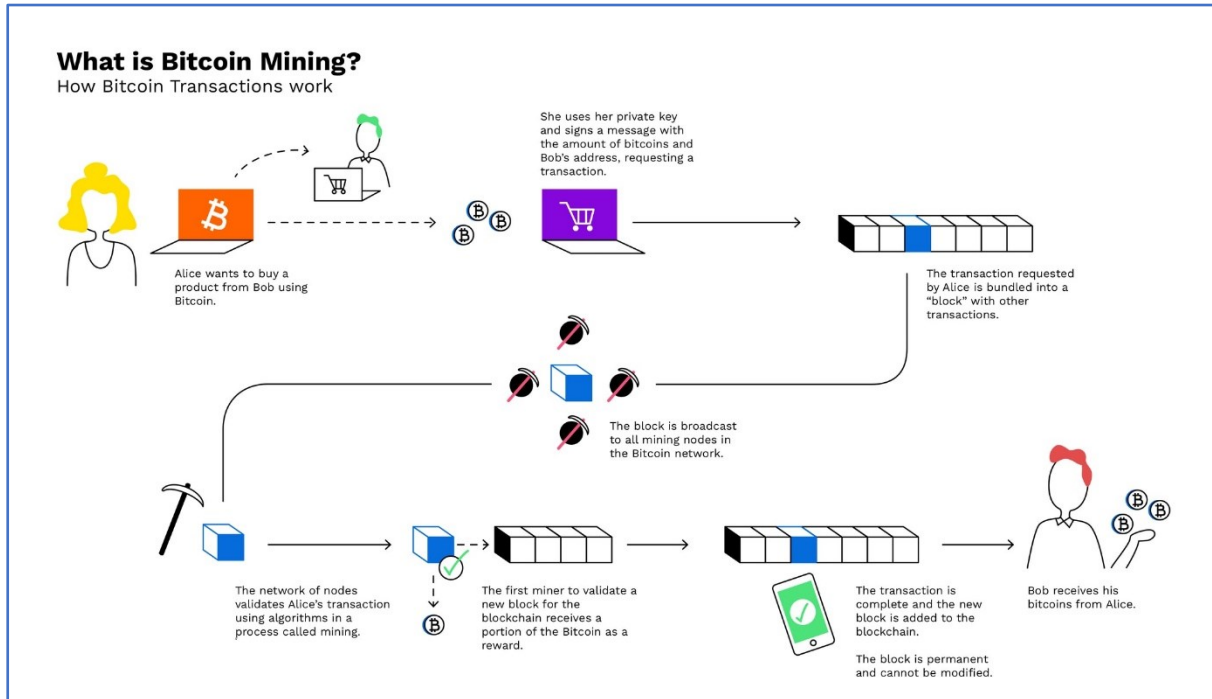 What is Bitcoin Mining?
How Bitcoin Transactions work
She uses her private key
and signs a message with
the amount of bitcoins and
Bob's address, requesting a
transaction.
Alice wants to buy a
product from Bob using
Bitcoin.
The transaction requested
by Alice is bundled into a
“block” with other
transactions.
The block is broadcast
to all mining nodes in
the Bitcoin network.
The network of nodes
validates Alice's transaction
using algorithms in a
process called mining.
The first miner to validate a
new block for the
blockchain receives a
portion of the Bitcoin as a
reward.
The transaction is
complete and the new
block is added to the
blockchain.
The block is permanent
and cannot be modified.
Bob receives his
bitcoins from Alice.